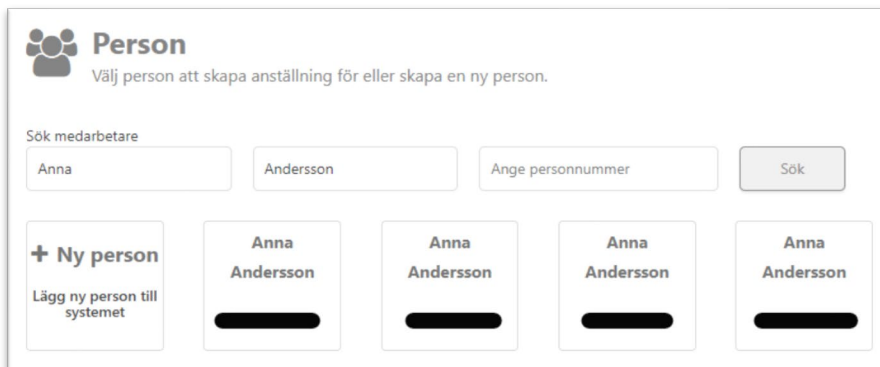 Person
Välj person att skapa anställning för eller skapa en ny person.
Sök medarbetare
Anna
Andersson
Ange personnummer
Sök
+ Ny person
Lägg ny person till
systemet
Anna
Andersson
Anna
Andersson
Anna
Andersson
Anna
Andersson